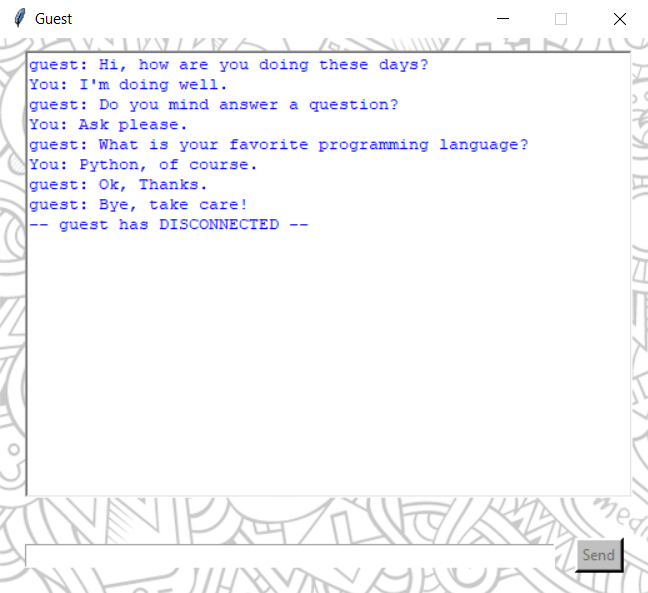 Guest
guest: Hi, how are you doing these days?
You: I'm doing well.
guest: Do you mind answer a question?
You: Ask please.
guest: What is your favorite programming language?
You: Python, of course.
guest: Ok, Thanks.
guest: Bye, take care!
-- guest has DISCONNECTED --
Send